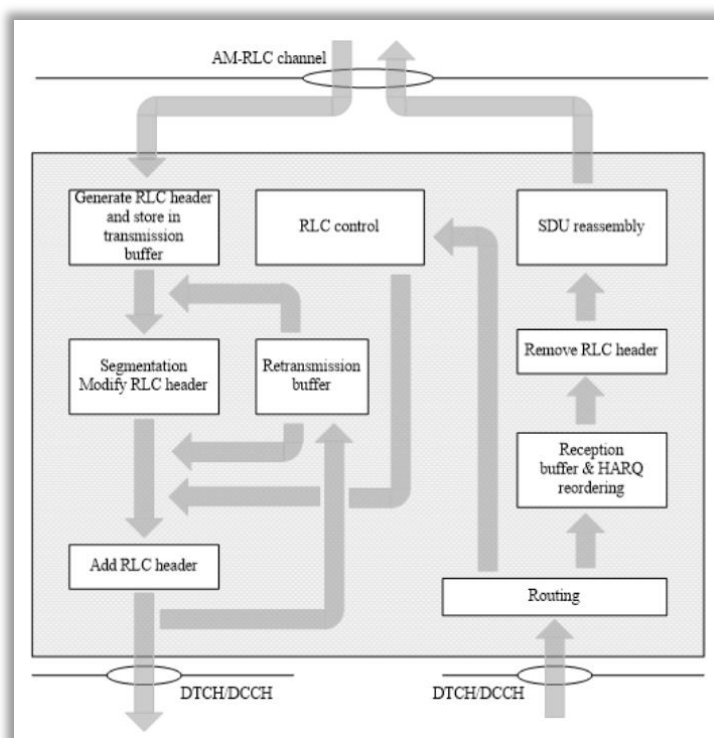 AM-RLC channel
Generate RLC header
and store in
transmission
buffer
RLC control
SDU reassembly
Segmentation
Modify RLC header
Retransmission
buffer
Remove RLC header
Reception
buffer & HARQ
reordering
Add RLC header
Routing
DTCH/DCCH
DTCH/DCCH